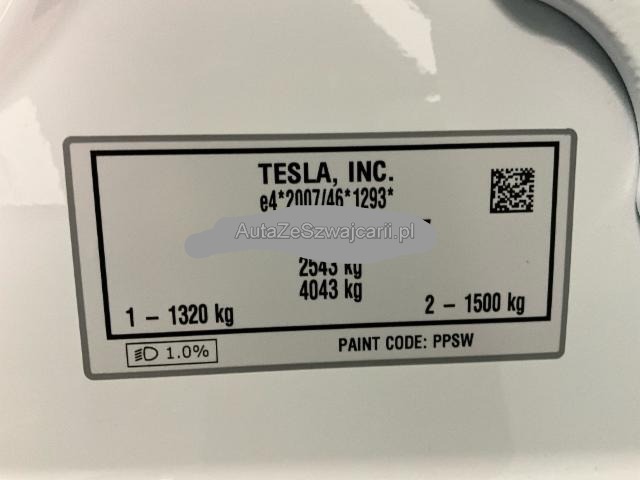 TESLA, INC.
e4*2007/46*1293*
AutaZeSzwajcarii.pl
2543 kg
4043 kg
1 – 1320 kg
2 – 1500 kg
1.0%
PAINT CODE: PPSW